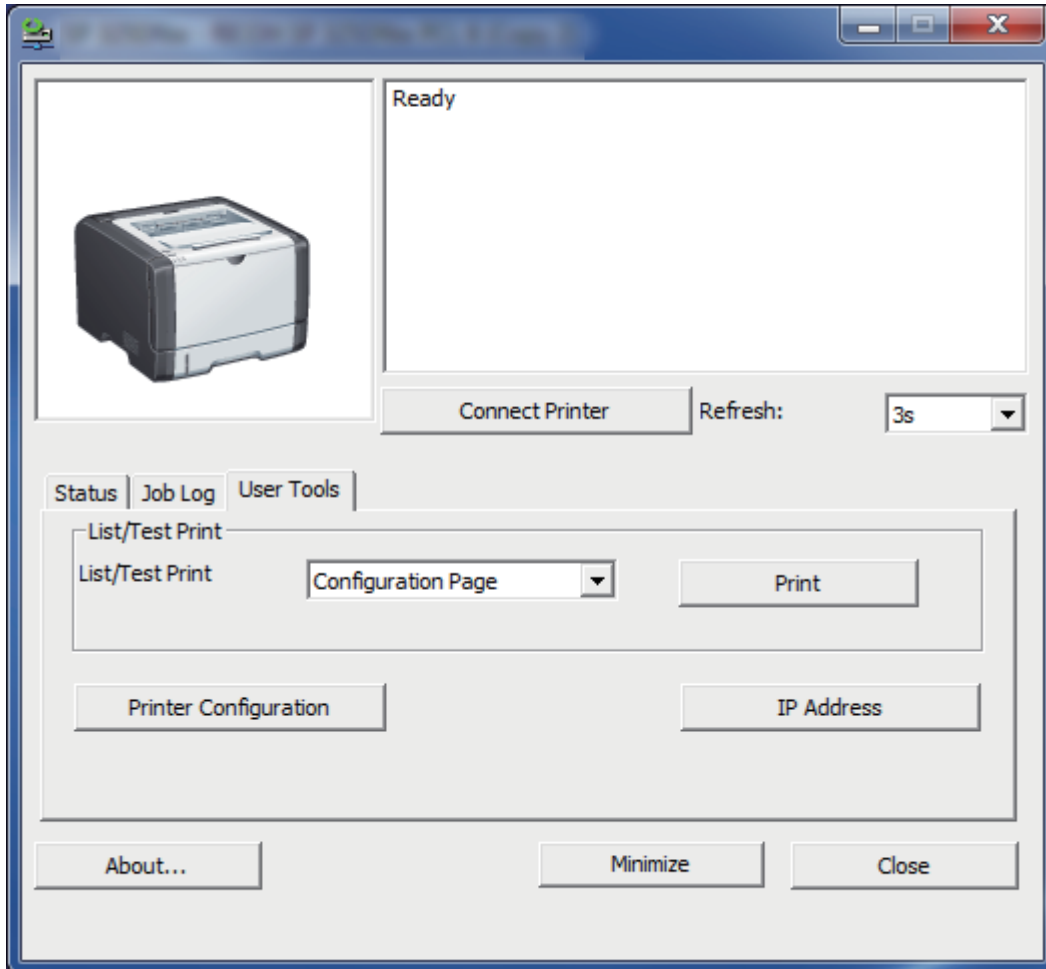 Ready
Connect Printer
Refresh:
3s
Status
Job Log
User Tools
List/Test Print
List/Test Print
Configuration Page
Print
Printer Configuration
IP Address
About...
Minimize
Close